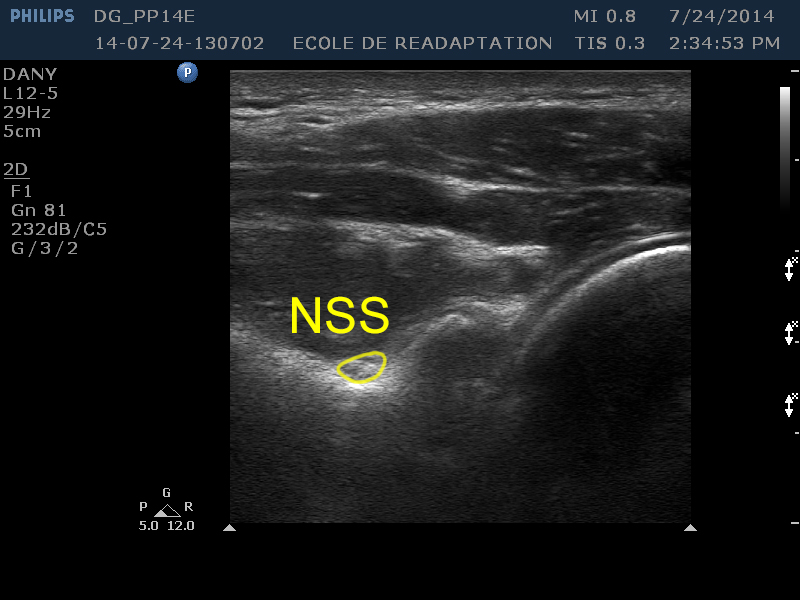 PHILIPS DG_PP14E MI 0.8 7/24/2014
14-07-24-130702 ECOLE DE READAPTATION TIS 0.3 2:34:53 PM
DANY
P
L12-5
29Hz
5cm
2D
F1
Gn 81
232dB/C5
G/3/2
NSS
G
P R
5.0 12.0